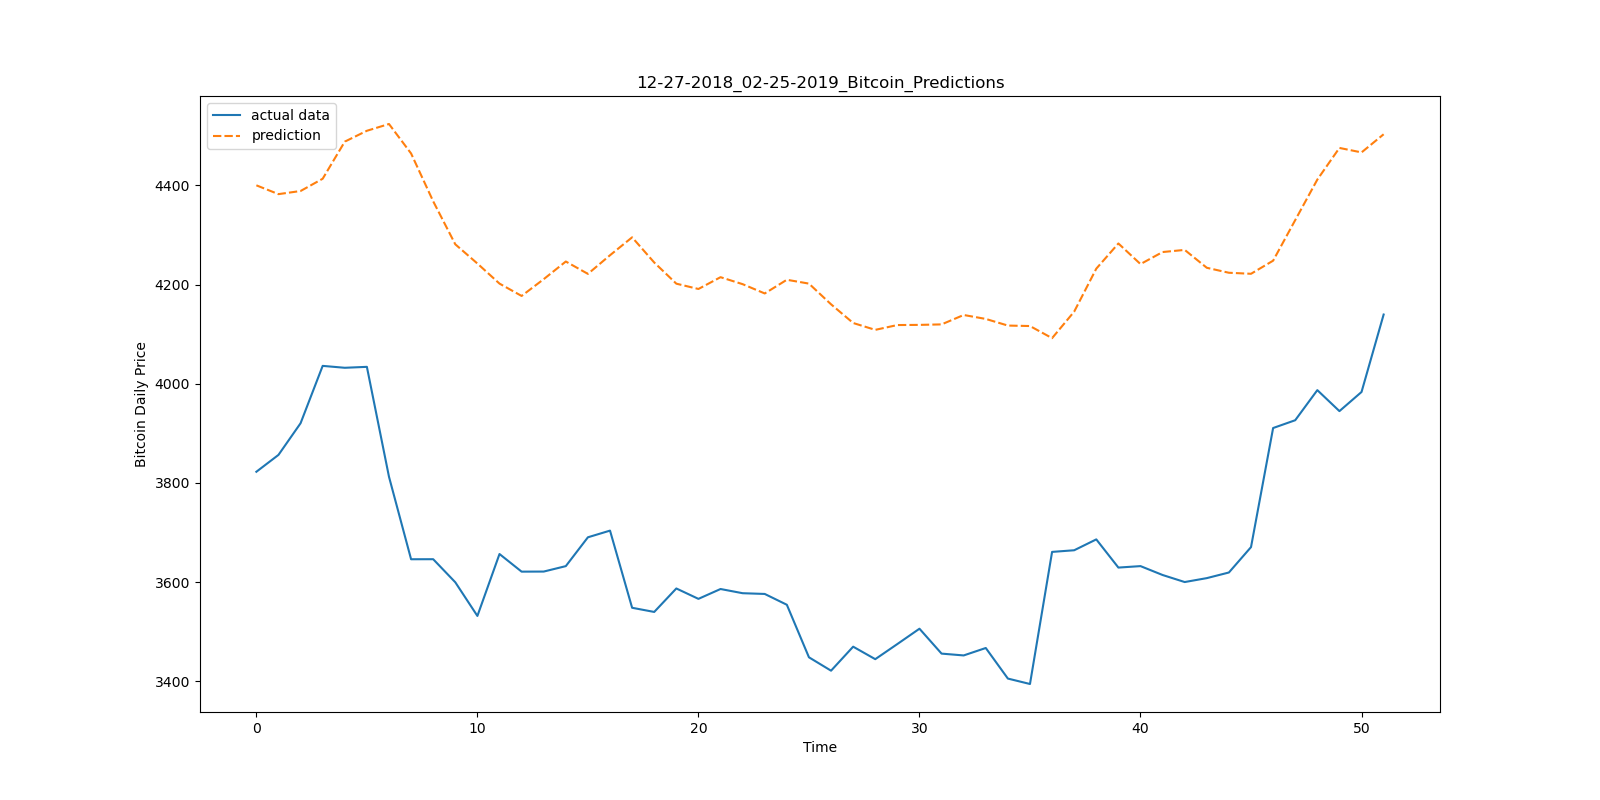 12-27-2018_02-25-2019_Bitcoin_Predictions
actual data
prediction
4400
4200
4000
3800
3600
3400
Bitcoin Daily Price
0 10 20 30 40 50
Time